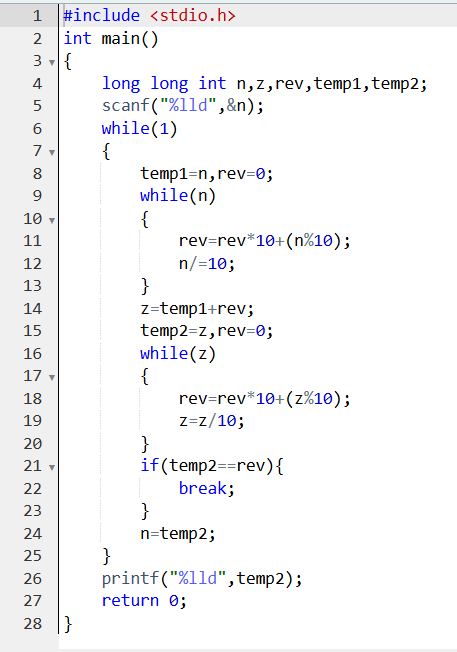 1 #include <stdio.h>
2 int main()
3 {
4     long long int n,z,rev,temp1,temp2;
5     scanf("%lld",&n);
6     while(1)
7     {
8         temp1=n,rev=0;
9         while(n)
10         {
11             rev=rev*10+(n%10);
12             n/=10;
13         }
14         z=temp1+rev;
15         temp2=z,rev=0;
16         while(z)
17         {
18             rev=rev*10+(z%10);
19             z=z/10;
20         }
21         if(temp2==rev){
22             break;
23         }
24         n=temp2;
25     }
26     printf("%lld",temp2);
27     return 0;
28 }